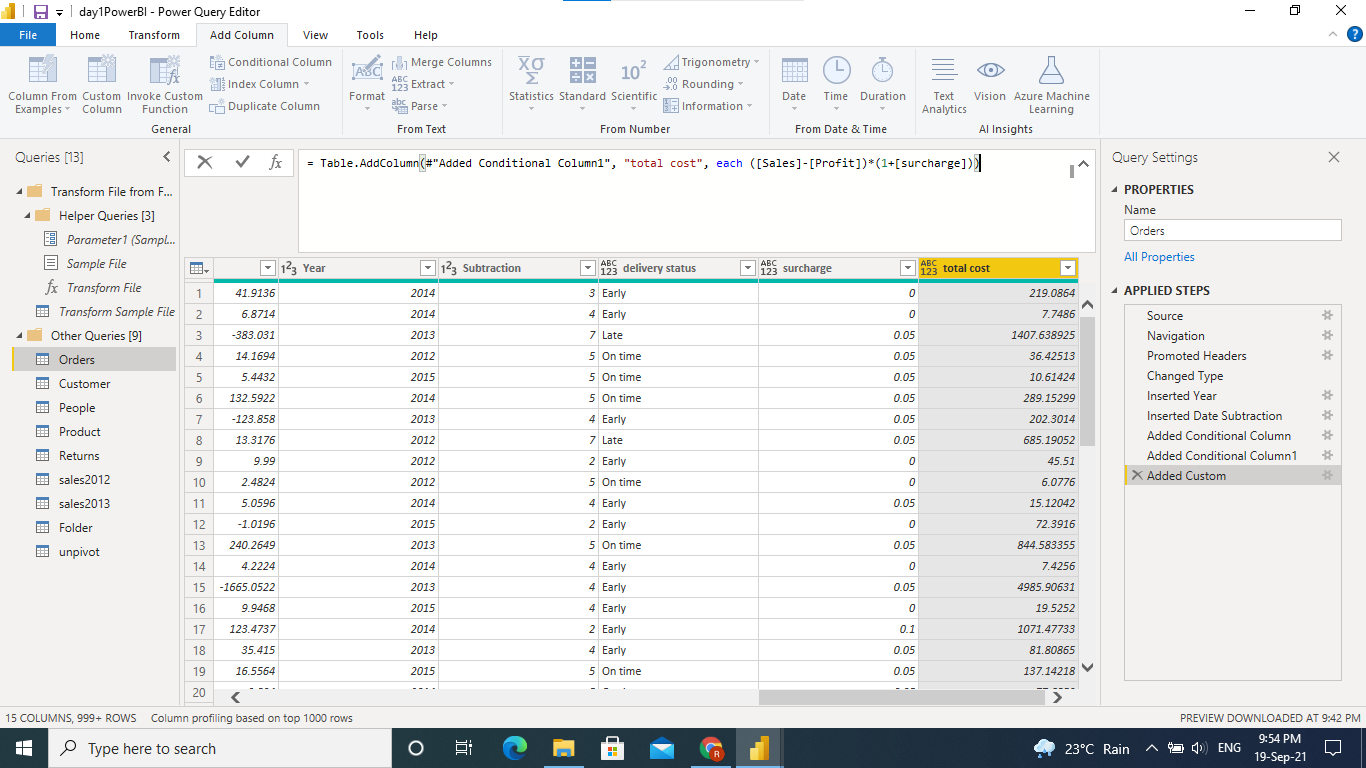 day1PowerBI - Power Query Editor
File Home Transform Add Column View Tools Help
Column From Examples
Custom Column
Invoke Custom Function
Conditional Column
Index Column
Duplicate Column
General
Format
Merge Columns
Extract
Parse
From Text
Statistics
Standard
Scientific
Trigonometry
Rounding
Information
From Number
Date
Time
Duration
From Date & Time
Text Analytics
Vision
Azure Machine Learning
AI Insights
Queries [13]
Transform File from F...
Helper Queries [3]
Parameter1 (Sampl...
Sample File
Transform File
Transform Sample File
Other Queries [9]
Orders
Customer
People
Product
Returns
sales2012
sales2013
Folder
unpivot
= Table.AddColumn(#"Added Conditional Column1", "total cost", each ([Sales]-[Profit])*(1+[surcharge]))
Year Subtraction delivery status surcharge total cost
1 41.9136 2014 3 Early 0 219.0864
2 6.8714 2014 4 Early 0 7.7486
3 -383.031 2013 7 Late 0.05 1407.638925
4 14.1694 2012 5 On time 0.05 36.42513
5 5.4432 2015 5 On time 0.05 10.61424
6 132.5922 2014 5 On time 0.05 289.15299
7 -123.858 2013 4 Early 0.05 202.3014
8 13.3176 2012 7 Late 0.05 685.19052
9 9.99 2012 2 Early 0 45.51
10 2.4824 2012 5 On time 0 6.0776
11 5.0596 2014 4 Early 0.05 15.12042
12 -1.0196 2015 2 Early 0 72.3916
13 240.2649 2013 5 On time 0.05 844.583355
14 4.2224 2014 4 Early 0 7.4256
15 -1665.0522 2013 4 Early 0.05 4985.90631
16 9.9468 2015 4 Early 0 19.5252
17 123.4737 2014 2 Early 0.1 1071.47733
18 35.415 2013 4 Early 0.05 81.80865
19 16.5564 2015 5 On time 0.05 137.14218
20
Query Settings
PROPERTIES
Name
Orders
All Properties
APPLIED STEPS
Source
Navigation
Promoted Headers
Changed Type
Inserted Year
Inserted Date Subtraction
Added Conditional Column
Added Conditional Column1
Added Custom
15 COLUMNS, 999+ ROWS Column profiling based on top 1000 rows
PREVIEW DOWNLOADED AT 9:42 PM
Type here to search
23°C Rain
ENG
9:54 PM
19-Sep-21